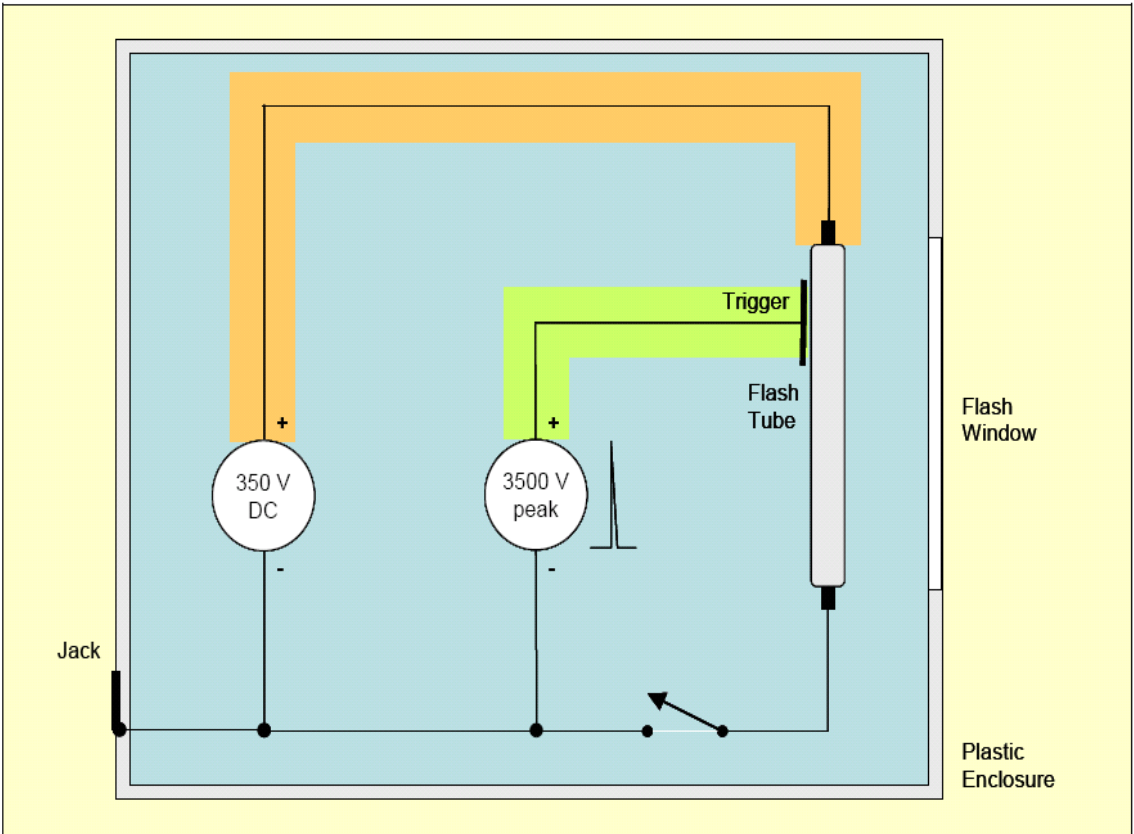 Trigger
Flash
Tube
Flash
Window
+
+
350 V
DC
3500 V
peak
-
-
Jack
Plastic
Enclosure